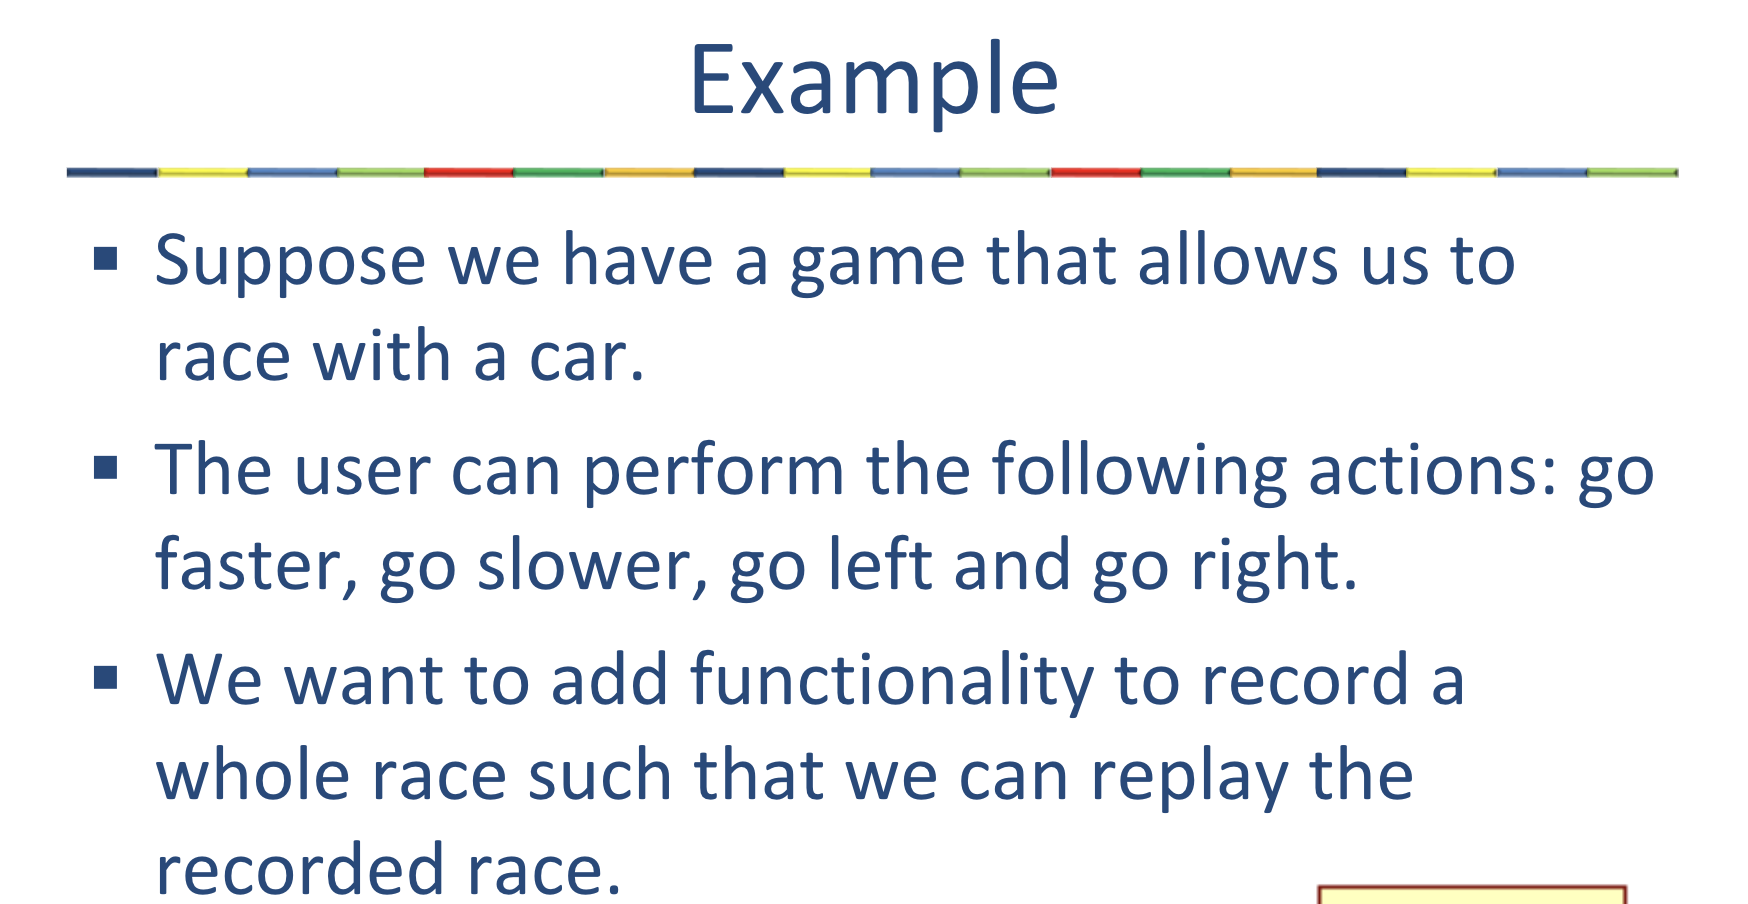 Example
▪ Suppose we have a game that allows us to
race with a car.
▪ The user can perform the following actions: go
faster, go slower, go left and go right.
▪ We want to add functionality to record a
whole race such that we can replay the
recorded race.